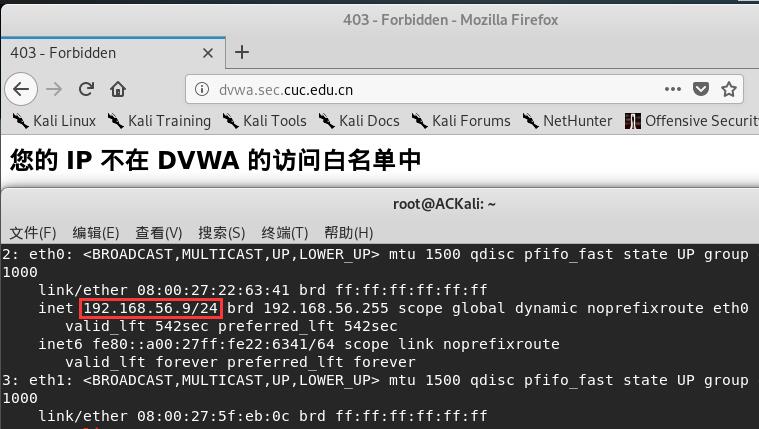 403 - Forbidden - Mozilla Firefox
403 - Forbidden
dvwa.sec.cuc.edu.cn
Kali Linux Kali Training Kali Tools Kali Docs Kali Forums NetHunter Offensive Securit
您的 IP 不在 DVWA 的访问白名单中
root@ACKali: ~
文件(F) 编辑(E) 查看(V) 搜索(S) 终端(T) 帮助(H)
2: eth0: <BROADCAST,MULTICAST,UP,LOWER_UP> mtu 1500 qdisc pfifo_fast state UP group
1000
link/ether 08:00:27:22:63:41 brd ff:ff:ff:ff:ff:ff
inet 192.168.56.9/24 brd 192.168.56.255 scope global dynamic noprefixroute eth0
valid_lft 542sec preferred_lft 542sec
inet6 fe80::a00:27ff:fe22:6341/64 scope link noprefixroute
valid_lft forever preferred_lft forever
3: eth1: <BROADCAST,MULTICAST,UP,LOWER_UP> mtu 1500 qdisc pfifo_fast state UP group
1000
link/ether 08:00:27:5f:eb:0c brd ff:ff:ff:ff:ff:ff